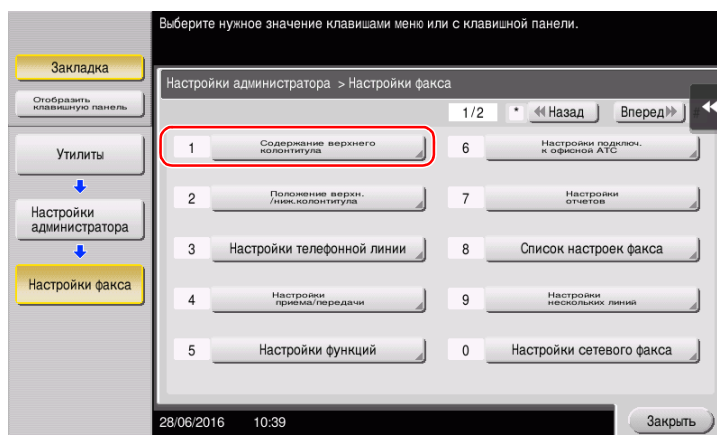 Выберите нужное значение клавишами меню или с клавишной панели.
Закладка
Отобразить
клавишную панель
Утилиты
Настройки
администратора
Настройки факса
Настройки администратора > Настройки факса
1/2
* Назад
Вперед
1 Содержание верхнего
колонтитула
2 Положение верхн.
/ниж.колонтитула
3 Настройки телефонной линии
4 Настройки
приема/передачи
5 Настройки функций
6 Настройки подключ.
к офисной АТС
7 Настройки
отчетов
8 Список настроек факса
9 Настройки
нескольких линий
0 Настройки сетевого факса
28/06/2016 10:39
Закрыть